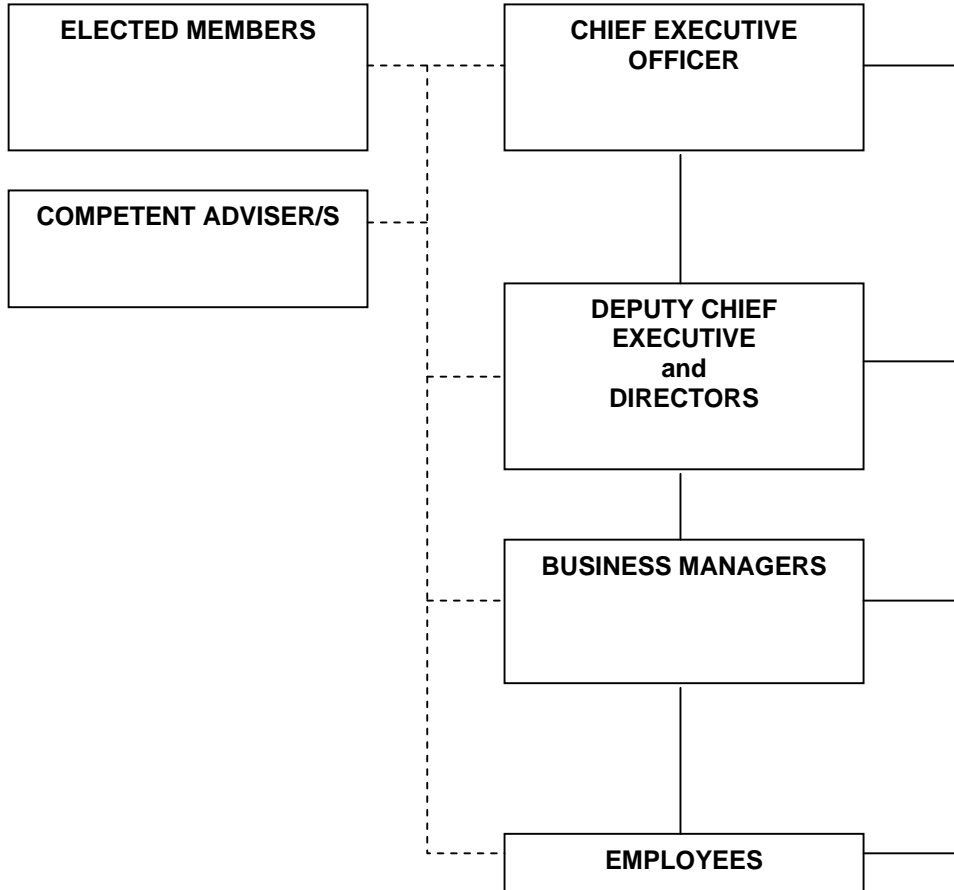 ELECTED MEMBERS
CHIEF EXECUTIVE
OFFICER
COMPETENT ADVISER/S
DEPUTY CHIEF
EXECUTIVE
and
DIRECTORS
BUSINESS MANAGERS
EMPLOYEES